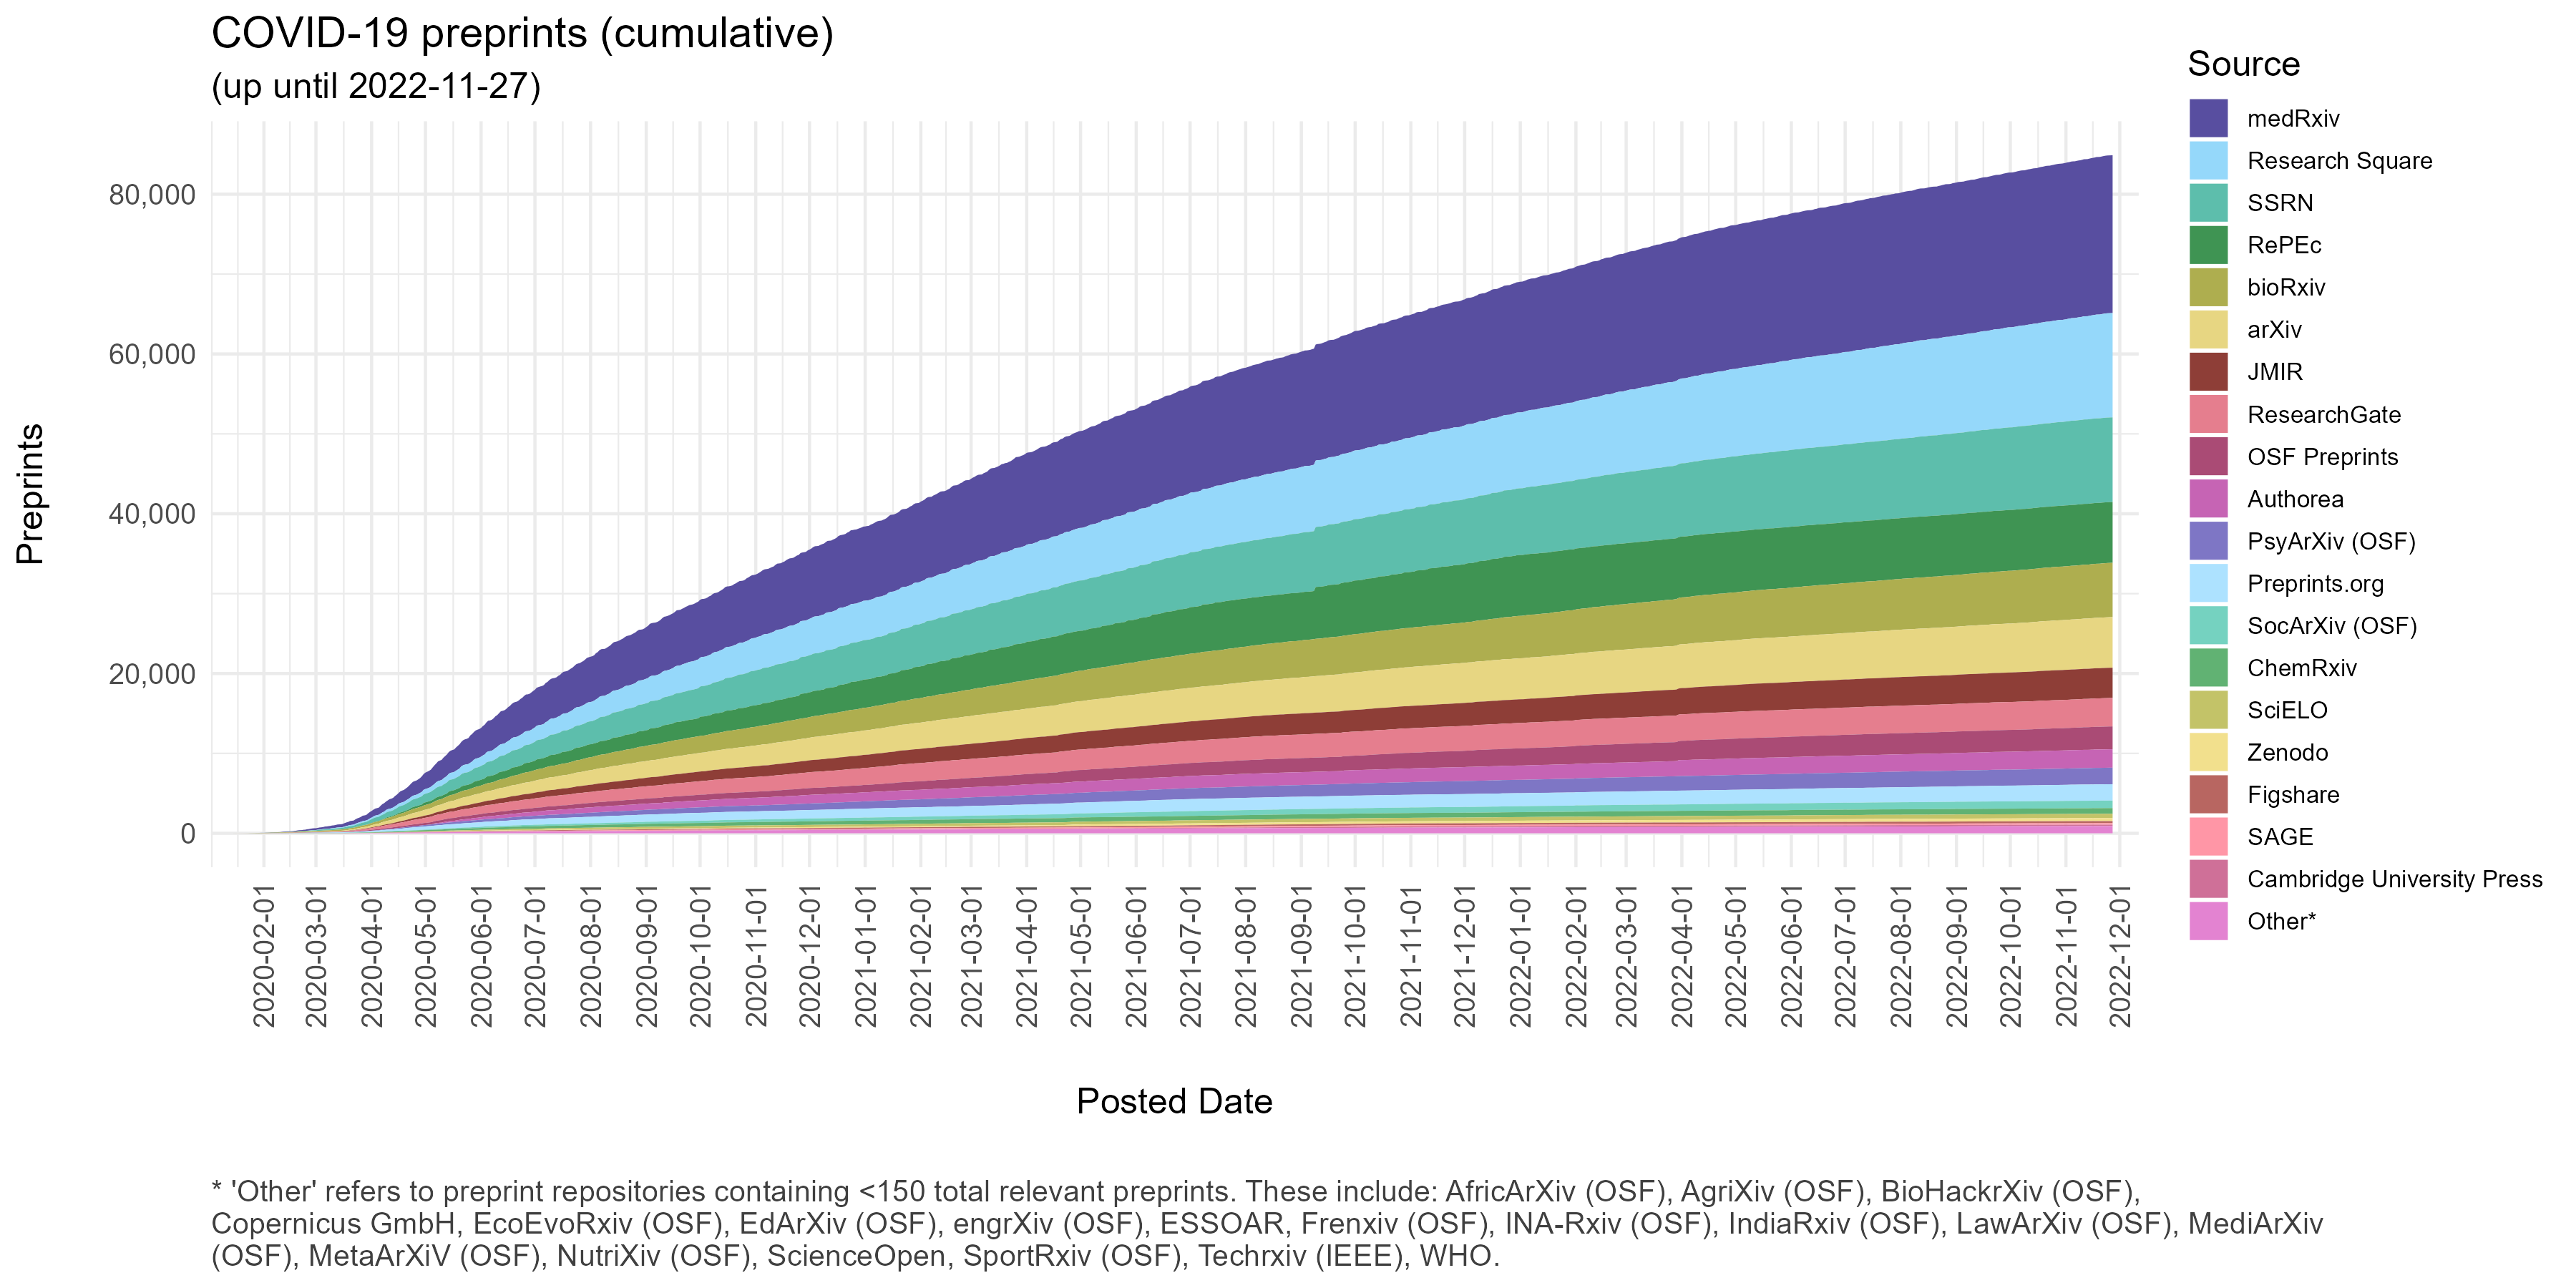 COVID-19 preprints (cumulative)
(up until 2022-11-27)
Preprints
80,000
60,000
40,000
20,000
0
2020-02-01
2020-03-01
2020-04-01
2020-05-01
2020-06-01
2020-07-01
2020-08-01
2020-09-01
2020-10-01
2020-11-01
2020-12-01
2021-01-01
2021-02-01
2021-03-01
2021-04-01
2021-05-01
2021-06-01
2021-07-01
2021-08-01
2021-09-01
2021-10-01
2021-11-01
2021-12-01
2022-01-01
2022-02-01
2022-03-01
2022-04-01
2022-05-01
2022-06-01
2022-07-01
2022-08-01
2022-09-01
2022-10-01
2022-11-01
2022-12-01
Posted Date
Source
medRxiv
Research Square
SSRN
RePEc
bioRxiv
arXiv
JMIR
ResearchGate
OSF Preprints
Authorea
PsyArXiv (OSF)
Preprints.org
SocArXiv (OSF)
ChemRxiv
SciELO
Zenodo
Figshare
SAGE
Cambridge University Press
Other*
* 'Other' refers to preprint repositories containing <150 total relevant preprints. These include: AfricArXiv (OSF), AgriXiv (OSF), BioHackrXiv (OSF),
Copernicus GmbH, EcoEvoRxiv (OSF), EdArXiv (OSF), engrXiv (OSF), ESSOAR, Frenxiv (OSF), INA-Rxiv (OSF), IndiaRxiv (OSF), LawArXiv (OSF), MediArXiv
(OSF), MetaArXiV (OSF), NutriXiv (OSF), ScienceOpen, SportRxiv (OSF), Techrxiv (IEEE), WHO.